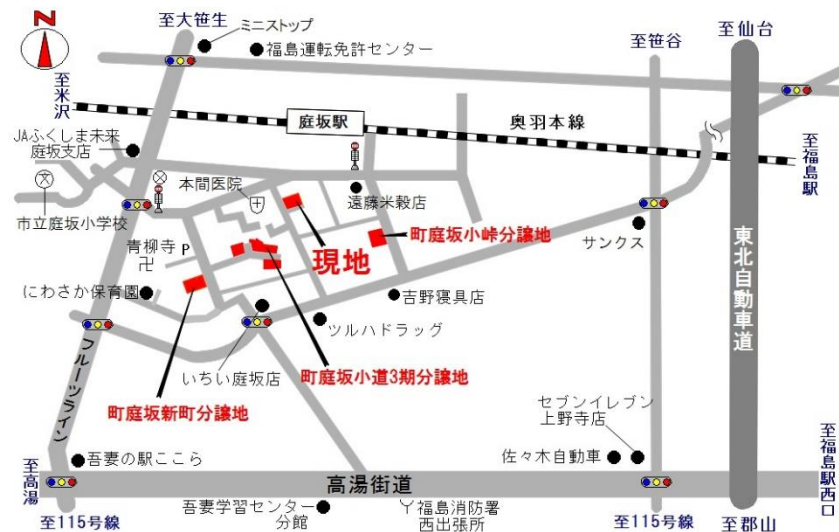 N
至大笹生
ミニストップ
福島運転免許センター
至笹谷
至仙台
至米沢
庭坂駅
奥羽本線
JAふくしま未来
庭坂支店
至福島駅
文
本間医院
遠藤米穀店
市立庭坂小学校
サンクス
町庭坂小峠分譲地
青柳寺 P
卍
現地
東北自動車道
にわさか保育園
吉野寝具店
ツルハドラッグ
いちい庭坂店
町庭坂小道3期分譲地
町庭坂新町分譲地
フルーツライン
セブンイレブン
上野寺店
吾妻の駅ここら
佐々木自動車
至高湯
高湯街道
至福島駅西口
吾妻学習センター
分館
福島消防署
西出張所
至115号線
至115号線
至郡山